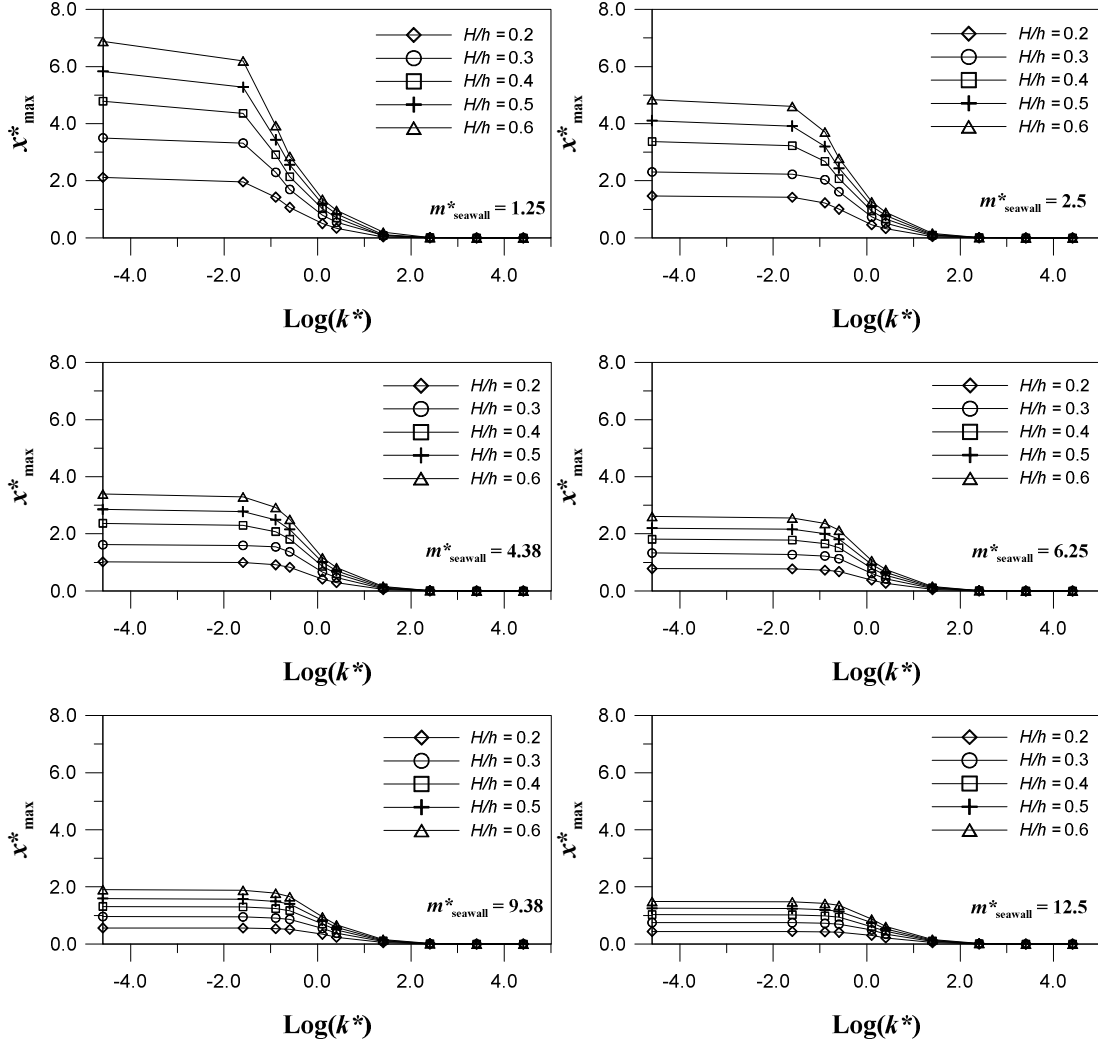 8.0
6.0
4.0
2.0
0.0
x*max
H/h = 0.2
H/h = 0.3
H/h = 0.4
H/h = 0.5
H/h = 0.6
m*seawall = 1.25
-4.0 -2.0 0.0 2.0 4.0
Log(k*)
8.0
6.0
4.0
2.0
0.0
x*max
H/h = 0.2
H/h = 0.3
H/h = 0.4
H/h = 0.5
H/h = 0.6
m*seawall = 2.5
-4.0 -2.0 0.0 2.0 4.0
Log(k*)
8.0
6.0
4.0
2.0
0.0
x*max
H/h = 0.2
H/h = 0.3
H/h = 0.4
H/h = 0.5
H/h = 0.6
m*seawall = 4.38
-4.0 -2.0 0.0 2.0 4.0
Log(k*)
8.0
6.0
4.0
2.0
0.0
x*max
H/h = 0.2
H/h = 0.3
H/h = 0.4
H/h = 0.5
H/h = 0.6
m*seawall = 6.25
-4.0 -2.0 0.0 2.0 4.0
Log(k*)
8.0
6.0
4.0
2.0
0.0
x*max
H/h = 0.2
H/h = 0.3
H/h = 0.4
H/h = 0.5
H/h = 0.6
m*seawall = 9.38
-4.0 -2.0 0.0 2.0 4.0
Log(k*)
8.0
6.0
4.0
2.0
0.0
x*max
H/h = 0.2
H/h = 0.3
H/h = 0.4
H/h = 0.5
H/h = 0.6
m*seawall = 12.5
-4.0 -2.0 0.0 2.0 4.0
Log(k*)